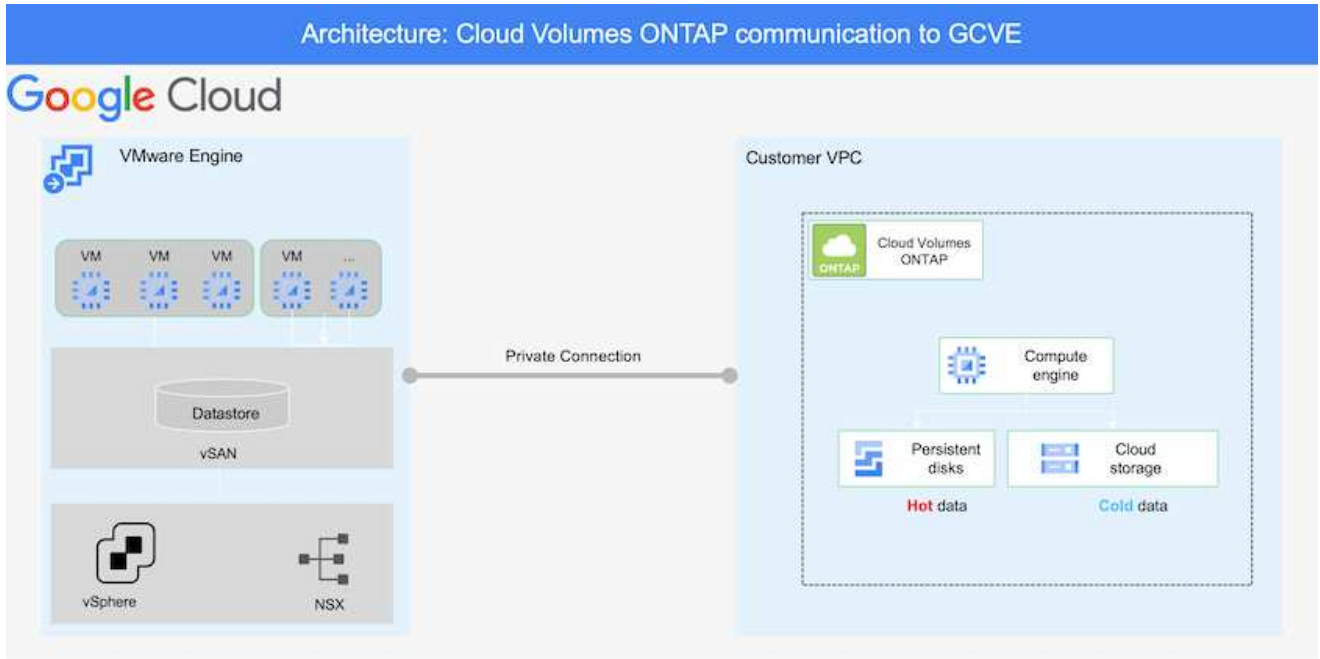 Architecture: Cloud Volumes ONTAP communication to GCVE
Google Cloud
VMware Engine
VM VM VM VM ...
Datastore
vSAN
vSphere
NSX
Private Connection
Customer VPC
ONTAP
Cloud Volumes
ONTAP
Compute
engine
Persistent
disks
Hot data
Cloud
storage
Cold data